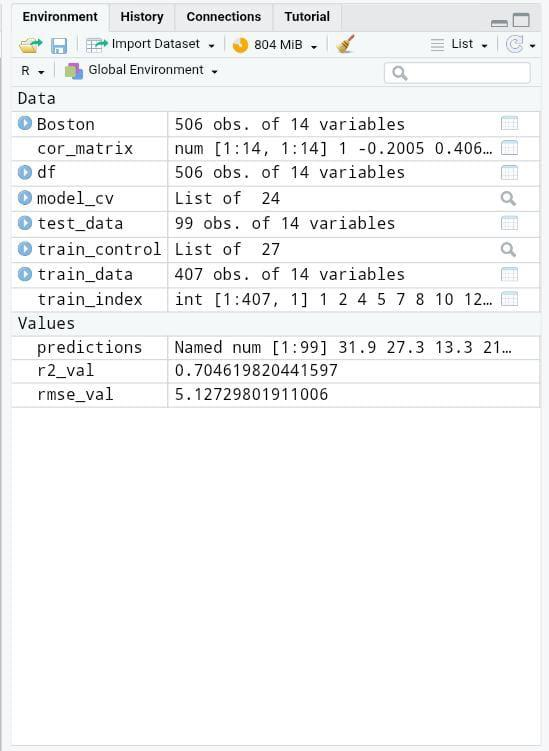 Environment History Connections Tutorial
Import Dataset 804 MiB List
R Global Environment
Data
Boston 506 obs. of 14 variables
cor_matrix num [1:14, 1:14] 1 -0.2005 0.406…
df 506 obs. of 14 variables
model_cv List of 24
test_data 99 obs. of 14 variables
train_control List of 27
train_data 407 obs. of 14 variables
train_index int [1:407, 1] 1 2 4 5 7 8 10 12…
Values
predictions Named num [1:99] 31.9 27.3 13.3 21…
r2_val 0.704619820441597
rmse_val 5.12729801911006